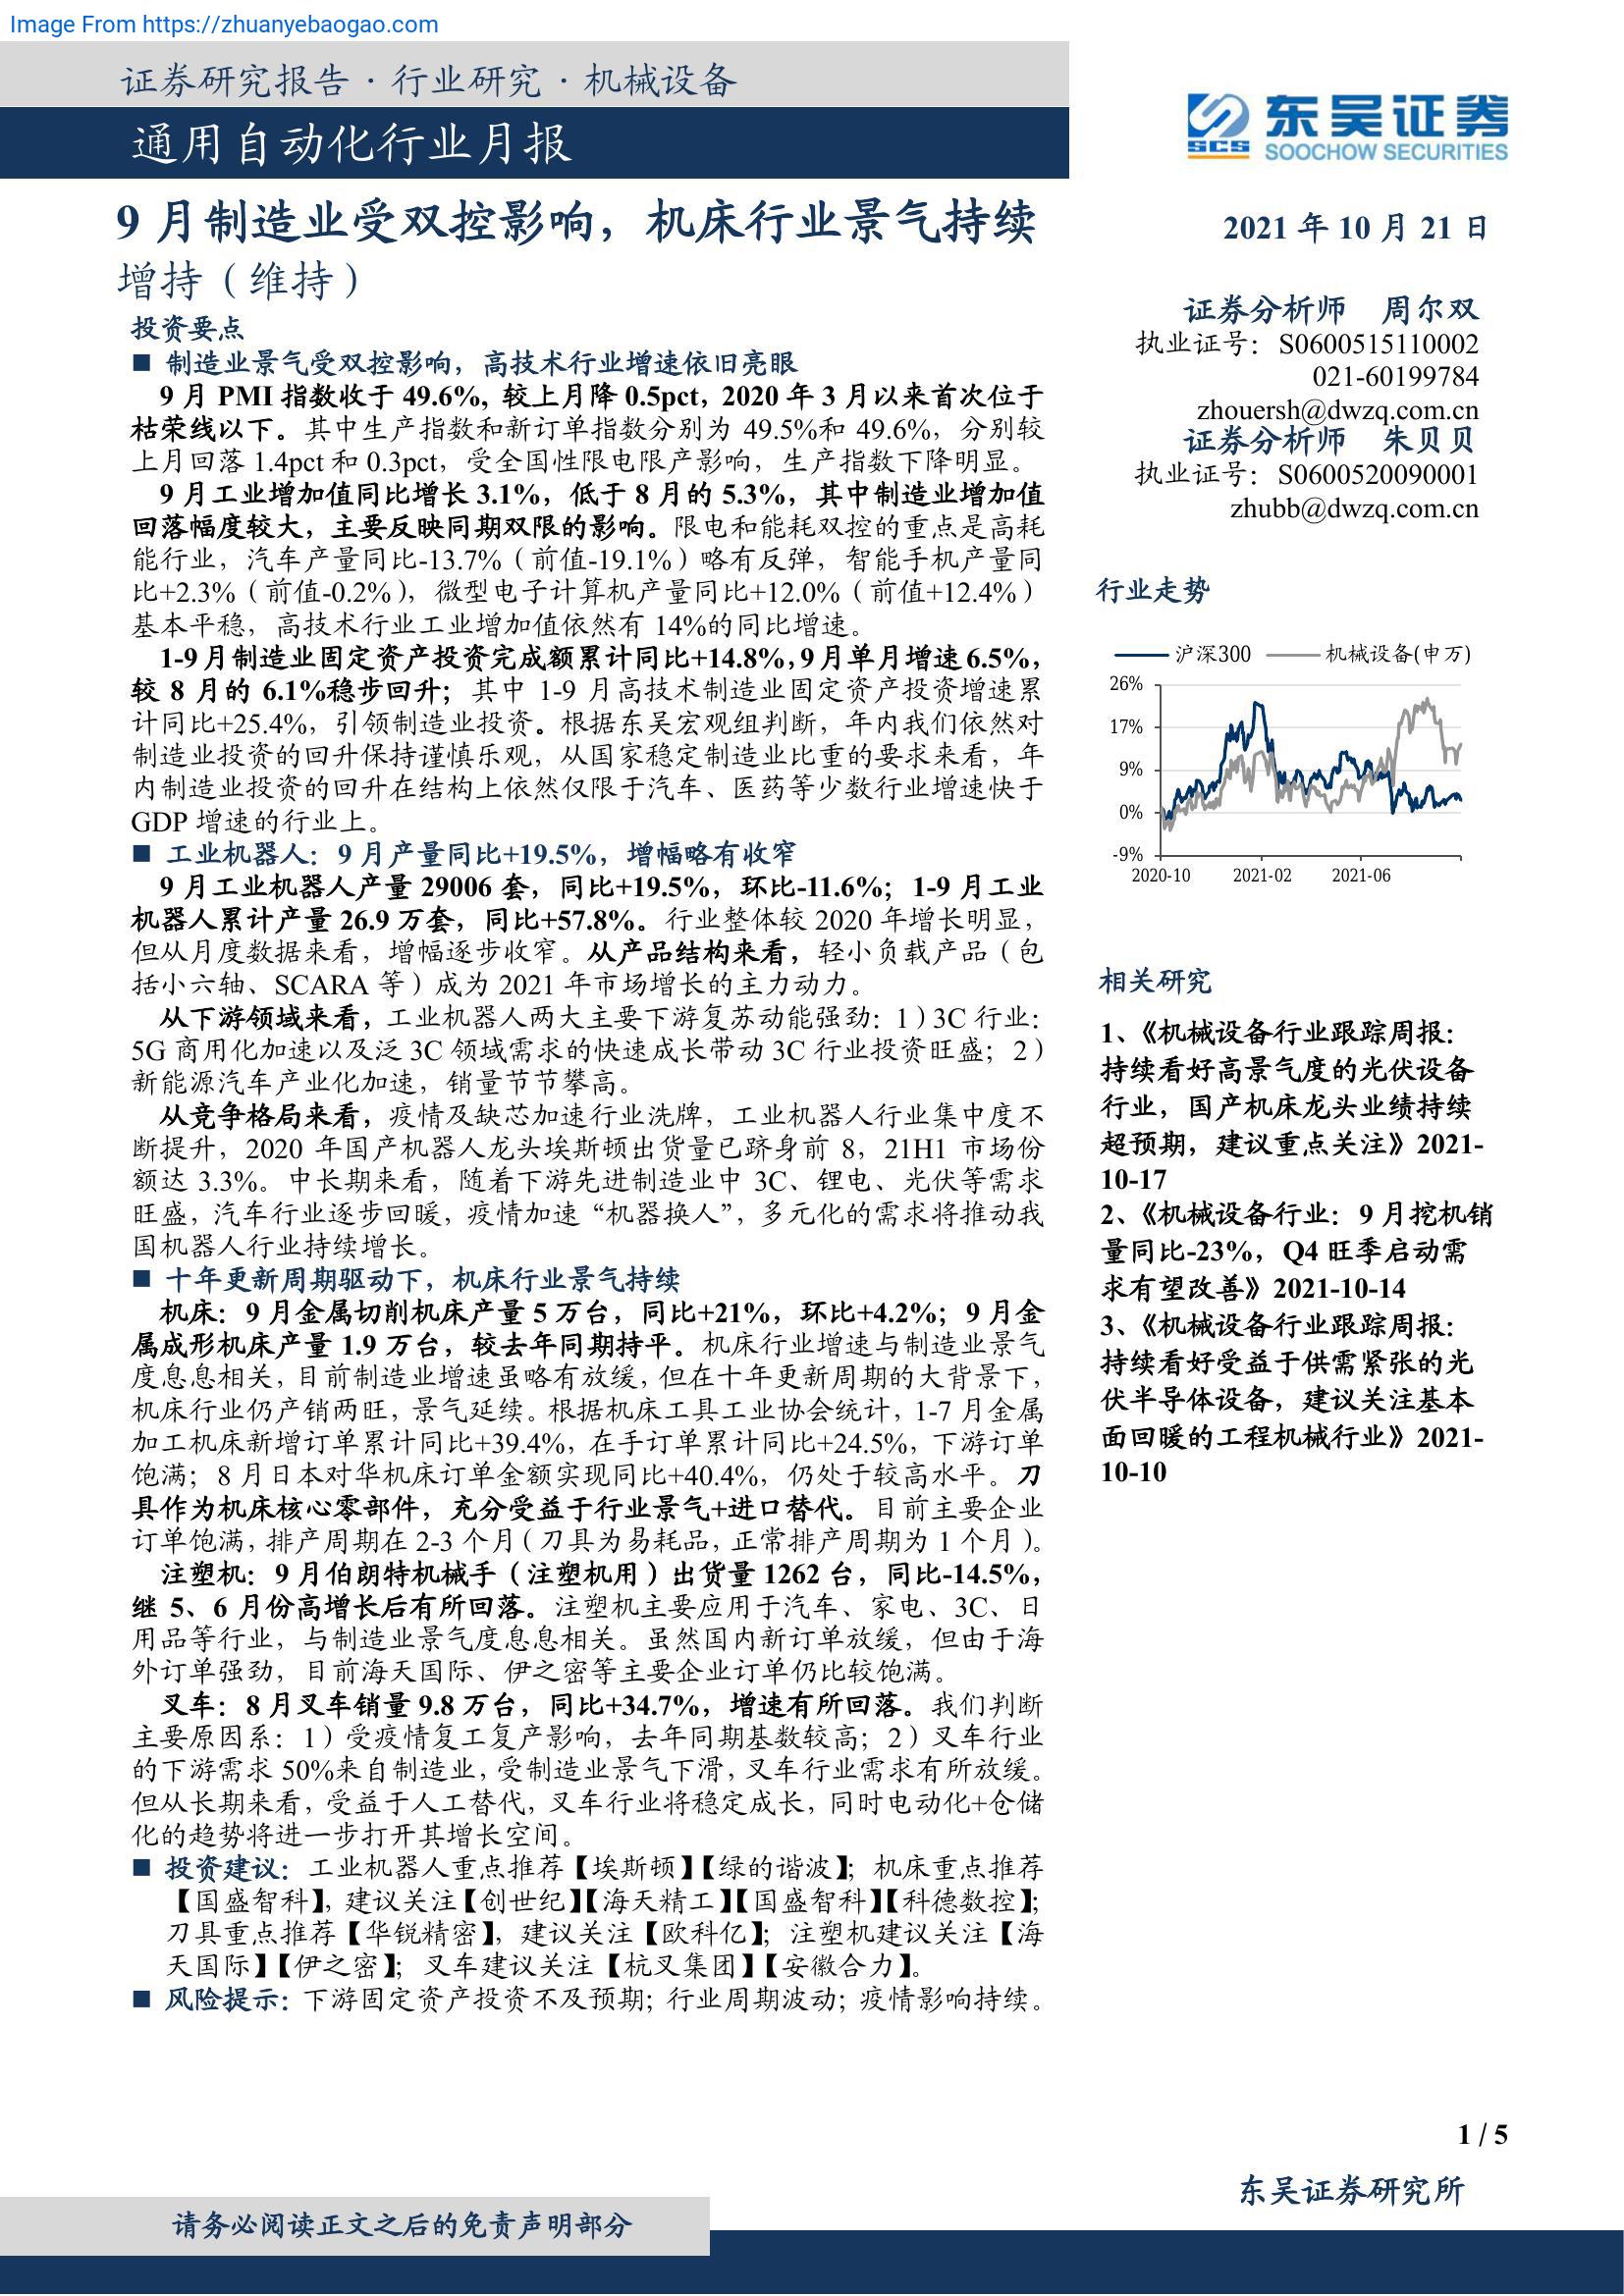 Image From https://zhuanyebaogao.com
证券研究报告·行业研究·机械设备
通用自动化行业月报
东吴证券
SCS
SOOCHOW SECURITIES
9 月制造业受双控影响，机床行业景气持续
增持（维持）
投资要点
■ 制造业景气受双控影响，高技术行业增速依旧亮眼
9 月 PMI 指数收于 49.6%, 较上月降 0.5pct，2020 年 3 月以来首次位于
枯荣线以下。其中生产指数和新订单指数分别为 49.5%和 49.6%，分别较
上月回落 1.4pct 和 0.3pct，受全国性限电限产影响，生产指数下降明显。
9 月工业增加值同比增长 3.1%，低于 8 月的 5.3%，其中制造业增加值
回落幅度较大，主要反映同期双限的影响。限电和能耗双控的重点是高耗
能行业，汽车产量同比-13.7%（前值-19.1%）略有反弹，智能手机产量同
比+2.3%（前值-0.2%），微型电子计算机产量同比+12.0%（前值+12.4%）
基本平稳，高技术行业工业增加值依然有 14%的同比增速。
1-9 月制造业固定资产投资完成额累计同比+14.8%，9 月单月增速 6.5%，
较 8 月的 6.1%稳步回升；其中 1-9 月高技术制造业固定资产投资增速累
计同比+25.4%，引领制造业投资。根据东吴宏观组判断，年内我们依然对
制造业投资的回升保持谨慎乐观，从国家稳定制造业比重的要求来看，年
内制造业投资的回升在结构上依然仅限于汽车、医药等少数行业增速快于
GDP 增速的行业上。
■ 工业机器人：9 月产量同比+19.5%，增幅略有收窄
9 月工业机器人产量 29006 套，同比+19.5%，环比-11.6%；1-9 月工业
机器人累计产量 26.9 万套，同比+57.8%。行业整体较 2020 年增长明显，
但从月度数据来看，增幅逐步收窄。从产品结构来看，轻小负载产品（包
括小六轴、SCARA 等）成为 2021 年市场增长的主力动力。
从下游领域来看，工业机器人两大主要下游复苏动能强劲：1）3C 行业：
5G 商用化加速以及泛 3C 领域需求的快速成长带动 3C 行业投资旺盛；2）
新能源汽车产业化加速，销量节节攀高。
从竞争格局来看，疫情及缺芯加速行业洗牌，工业机器人行业集中度不
断提升，2020 年国产机器人龙头埃斯顿出货量已跻身前 8，21H1 市场份
额达 3.3%。中长期来看，随着下游先进制造业中 3C、锂电、光伏等需求
旺盛，汽车行业逐步回暖，疫情加速“机器换人”，多元化的需求将推动我
国机器人行业持续增长。
■ 十年更新周期驱动下，机床行业景气持续
机床：9 月金属切削机床产量 5 万台，同比+21%，环比+4.2%；9 月金
属成形机床产量 1.9 万台，较去年同期持平。机床行业增速与制造业景气
度息息相关，目前制造业增速虽略有放缓，但在十年更新周期的大背景下，
机床行业仍产销两旺，景气延续。根据机床工具工业协会统计，1-7 月金属
加工机床新增订单累计同比+39.4%，在手订单累计同比+24.5%，下游订单
饱满；8 月日本对华机床订单金额实现同比+40.4%，仍处于较高水平。刀
具作为机床核心零部件，充分受益于行业景气+进口替代。目前主要企业
订单饱满，排产周期在 2-3 个月（刀具为易耗品，正常排产周期为 1 个月）。
注塑机：9 月伯朗特机械手（注塑机用）出货量 1262 台，同比-14.5%，
继 5、6 月份高增长后有所回落。注塑机主要应用于汽车、家电、3C、日
用品等行业，与制造业景气度息息相关。虽然国内新订单放缓，但由于海
外订单强劲，目前海天国际、伊之密等主要企业订单仍比较饱满。
叉车：8 月叉车销量 9.8 万台，同比+34.7%，增速有所回落。我们判断
主要原因系：1）受疫情复工复产影响，去年同期基数较高；2）叉车行业
的下游需求 50%来自制造业，受制造业景气下滑，叉车行业需求有所放缓。
但从长期来看，受益于人工替代，叉车行业将稳定成长，同时电动化+仓储
化的趋势将进一步打开其增长空间。
■ 投资建议：工业机器人重点推荐【埃斯顿】【绿的谐波】；机床重点推荐
【国盛智科】，建议关注【创世纪】【海天精工】【国盛智科】【科德数控】；
刀具重点推荐【华锐精密】，建议关注【欧科亿】；注塑机建议关注【海
天国际】【伊之密】；叉车建议关注【杭叉集团】【安徽合力】。
■ 风险提示：下游固定资产投资不及预期；行业周期波动；疫情影响持续。
2021 年 10 月 21 日
证券分析师 周尔双
执业证号：S0600515110002
021-60199784
zhouersh@dwzq.com.cn
证券分析师 朱贝贝
执业证号：S0600520090001
zhubb@dwzq.com.cn
行业走势
沪深300 机械设备(申万)
26%
17%
9%
0%
-9%
2020-10 2021-02 2021-06
相关研究
1、《机械设备行业跟踪周报：
持续看好高景气度的光伏设备
行业，国产机床龙头业绩持续
超预期，建议重点关注》2021-
10-17
2、《机械设备行业：9 月挖机销
量同比-23%，Q4 旺季启动需
求有望改善》2021-10-14
3、《机械设备行业跟踪周报：
持续看好受益于供需紧张的光
伏半导体设备，建议关注基本
面回暖的工程机械行业》2021-
10-10
1 / 5
东吴证券研究所
请务必阅读正文之后的免责声明部分